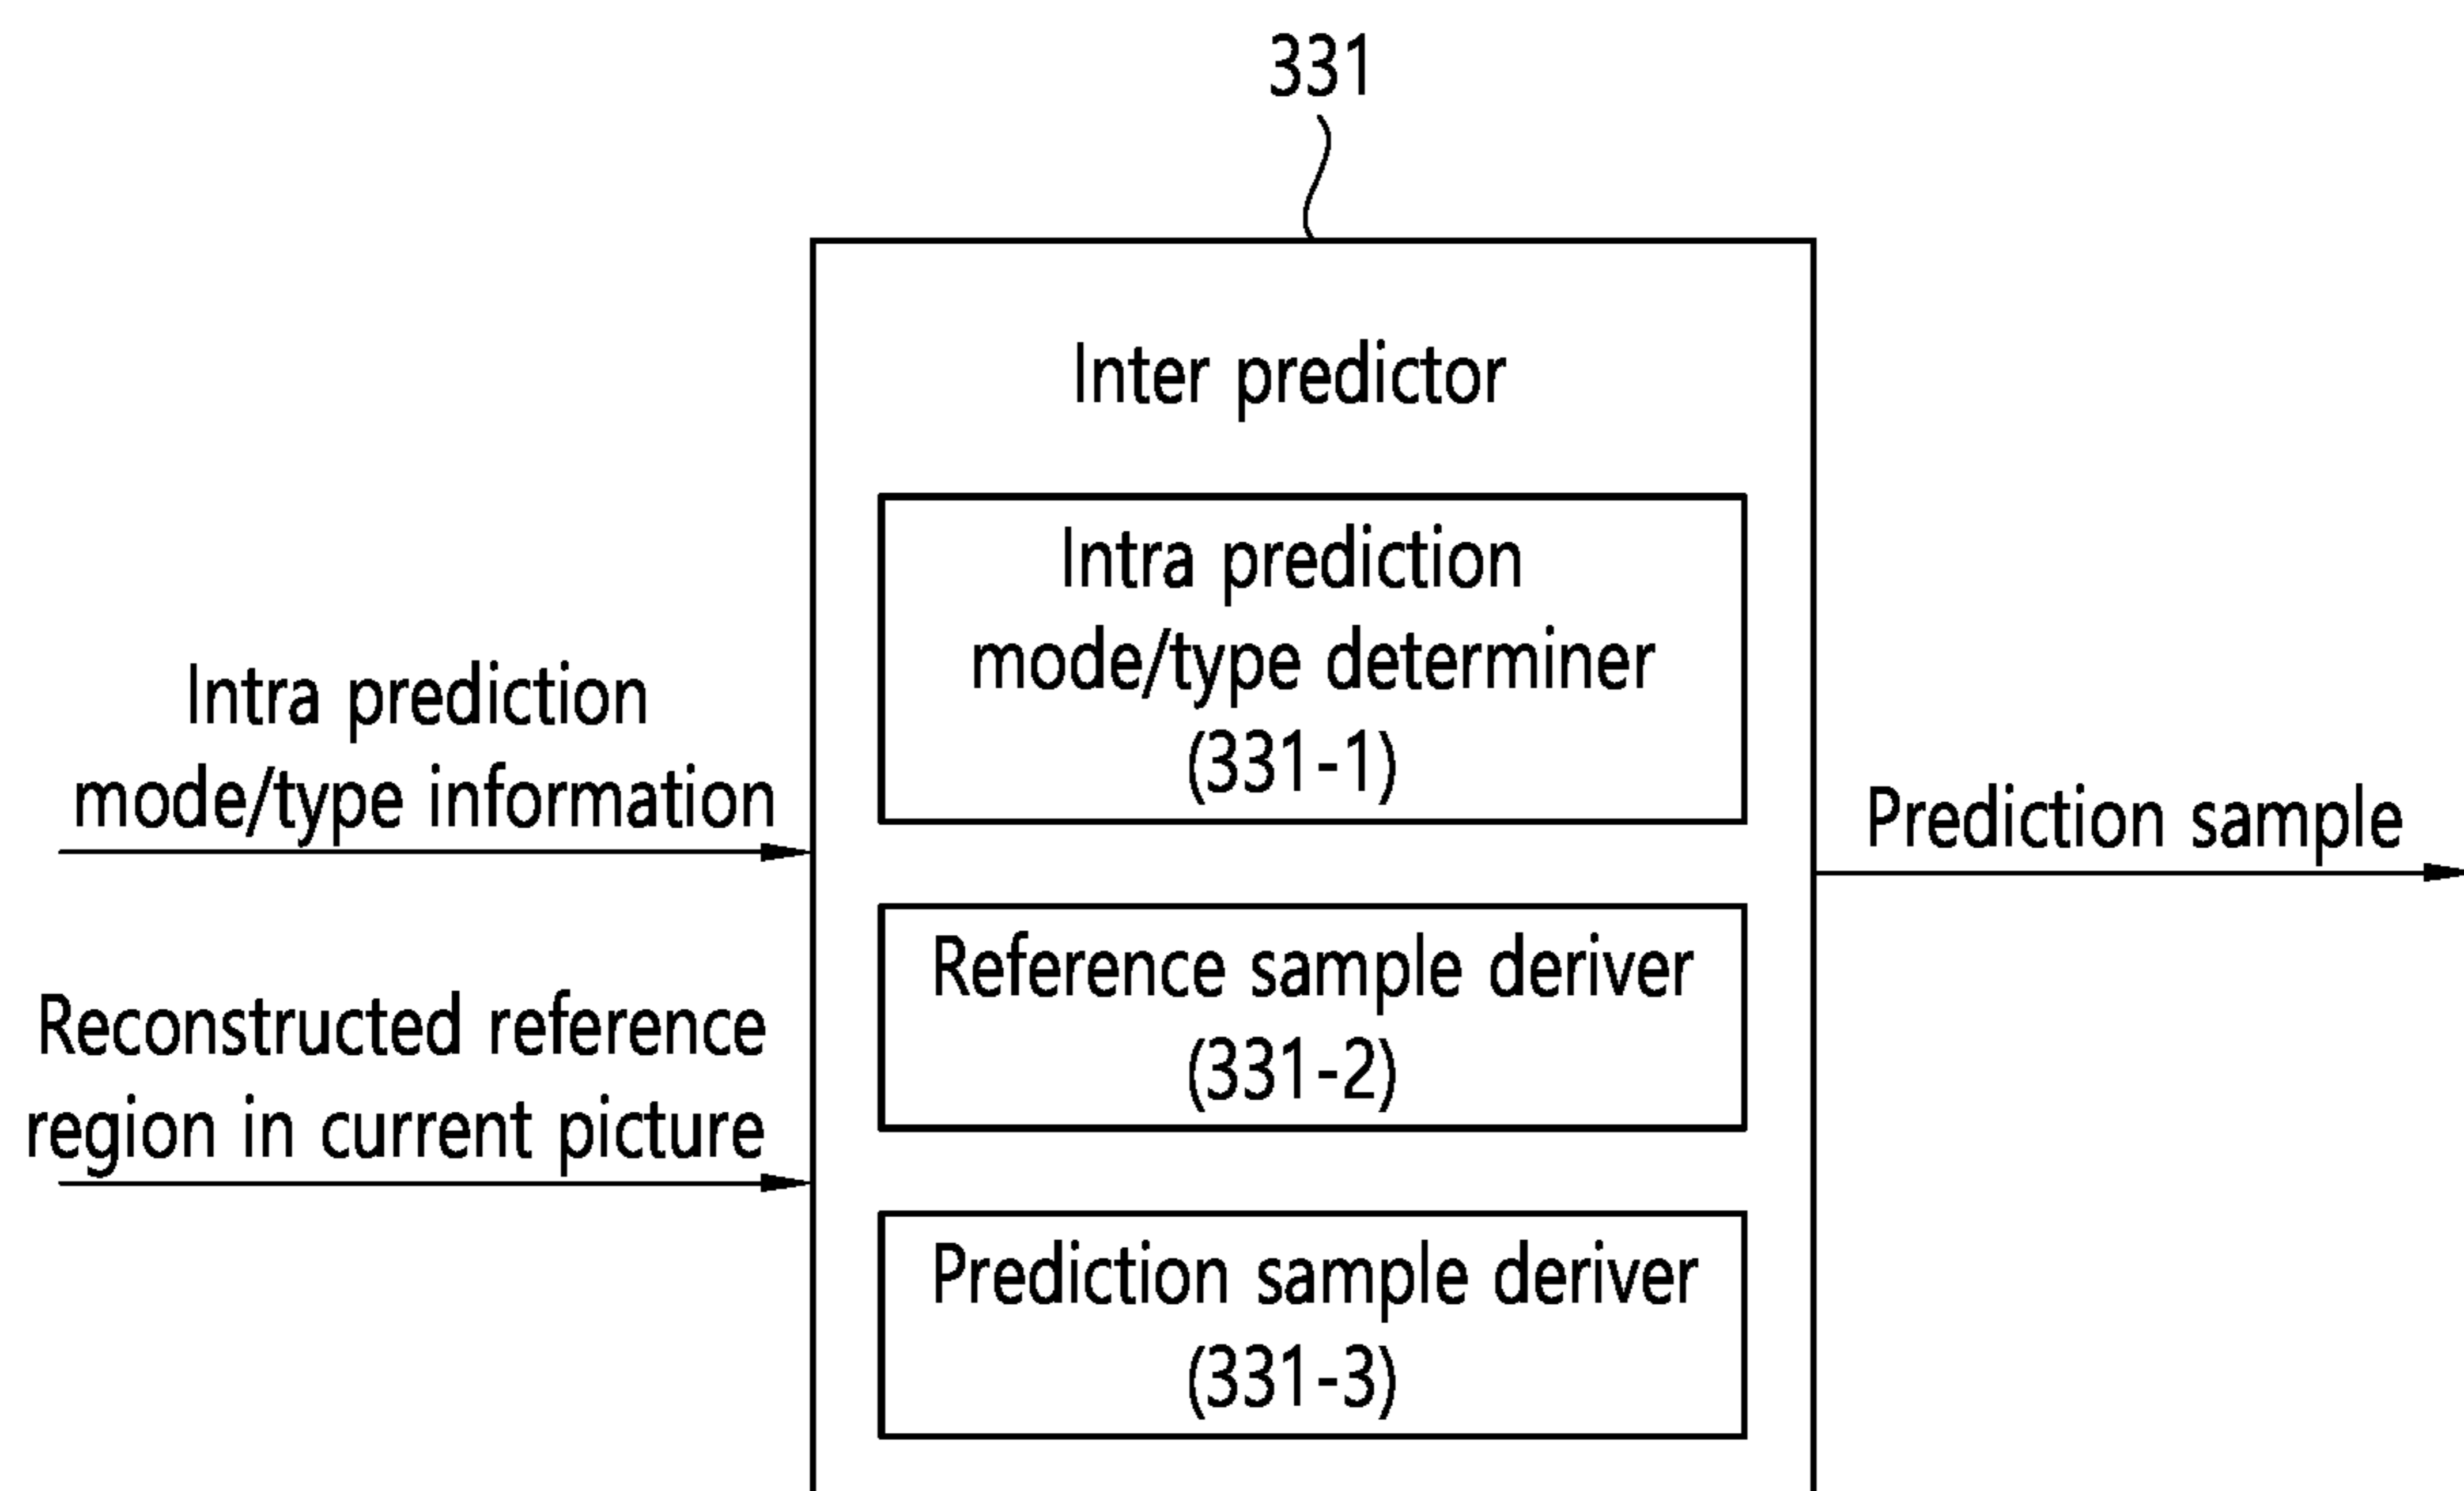 331
Inter predictor
Intra prediction
mode/type determiner
(331-1)
Intra prediction
mode/type information
Prediction sample
Reference sample deriver
(331-2)
Reconstructed reference
region in current picture
Prediction sample deriver
(331-3)